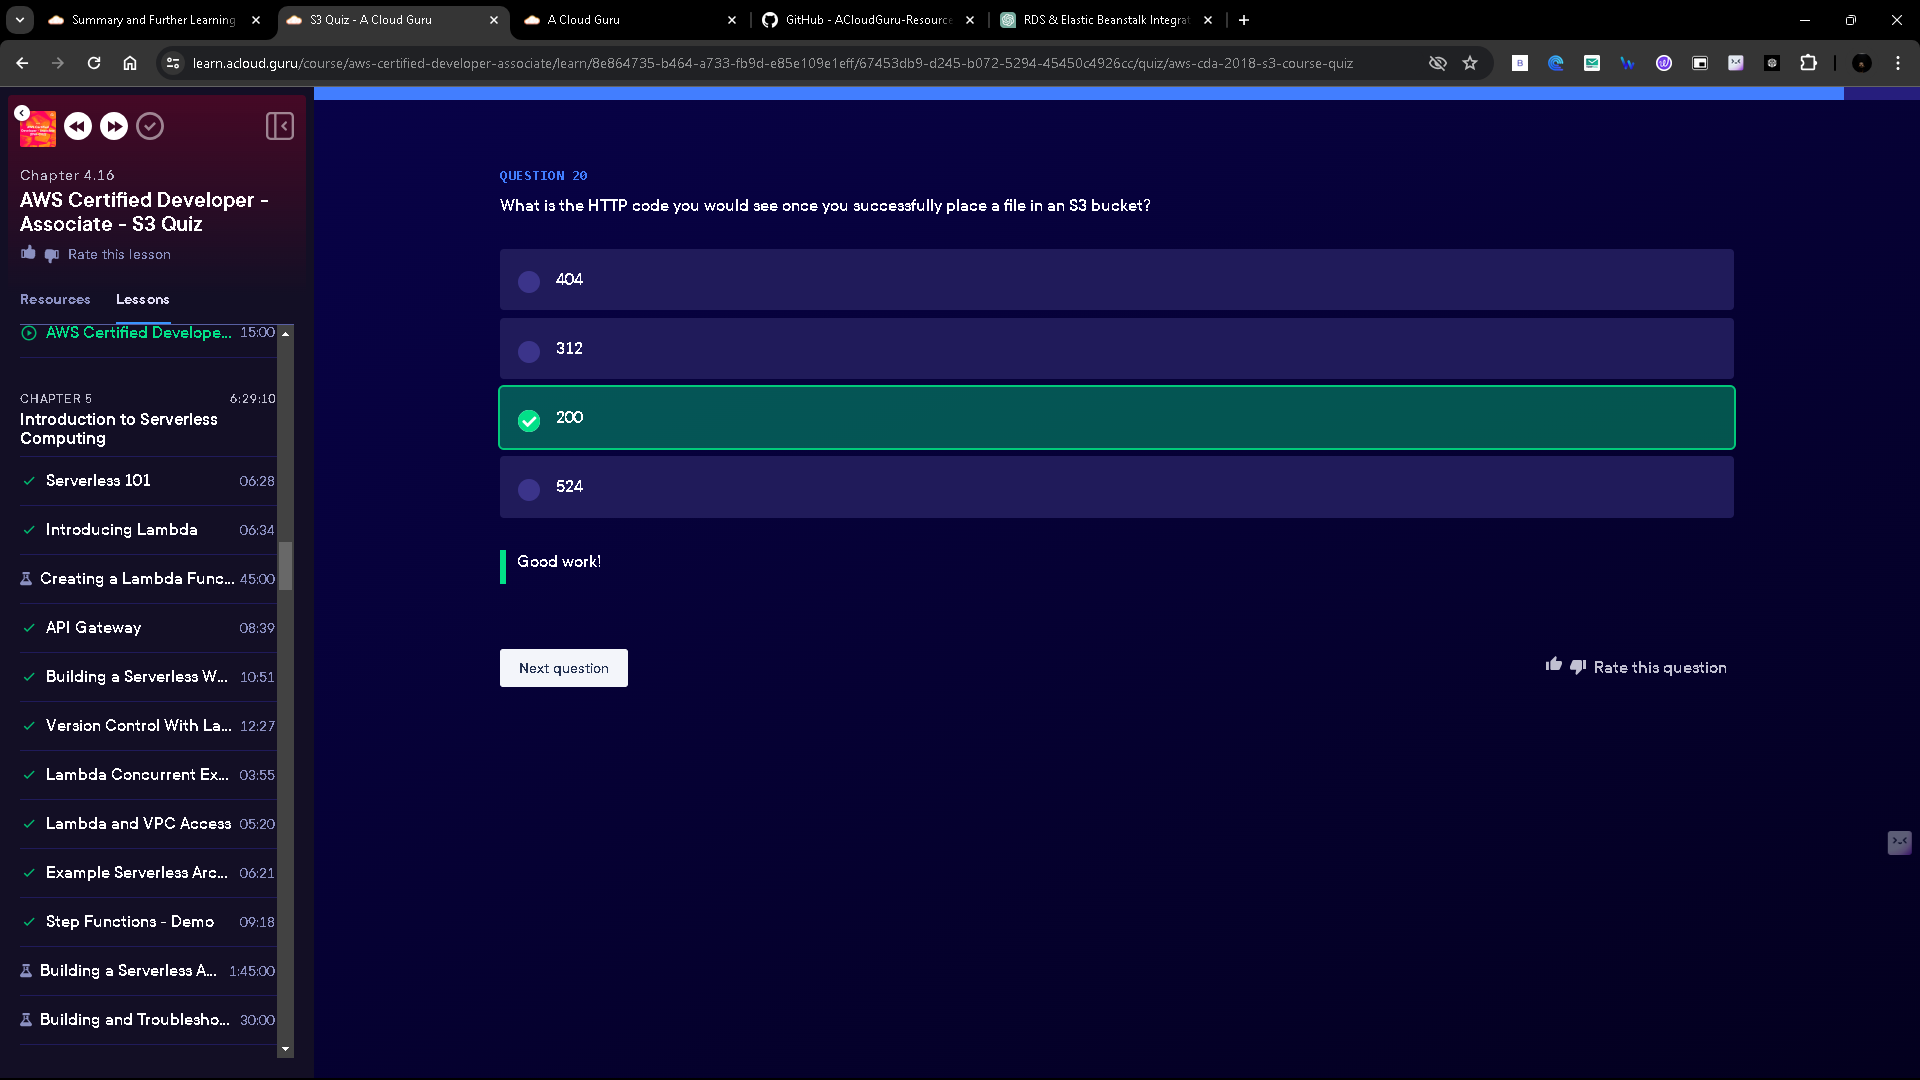 Summary and Further Learning
S3 Quiz - A Cloud Guru
A Cloud Guru
GitHub - ACloudGuru-Resource
RDS & Elastic Beanstalk Integrat
learn.acloud.guru/course/aws-certified-developer-associate/learn/8e864735-b464-a733-fb9d-e85e109e1eff/67453db9-d245-b072-5294-45450c4926cc/quiz/aws-cda-2018-s3-course-quiz
Chapter 4.16
AWS Certified Developer -
Associate - S3 Quiz
Rate this lesson
Resources
Lessons
AWS Certified Develope... 15:00
CHAPTER 5 6:29:10
Introduction to Serverless
Computing
Serverless 101 06:28
Introducing Lambda 06:34
Creating a Lambda Func... 45:00
API Gateway 08:39
Building a Serverless W... 10:51
Version Control With La... 12:27
Lambda Concurrent Ex... 03:55
Lambda and VPC Access 05:20
Example Serverless Arc... 06:21
Step Functions - Demo 09:18
Building a Serverless A... 1:45:00
Building and Troublesho... 30:00
QUESTION 20
What is the HTTP code you would see once you successfully place a file in an S3 bucket?
404
312
200
524
Good work!
Next question
Rate this question